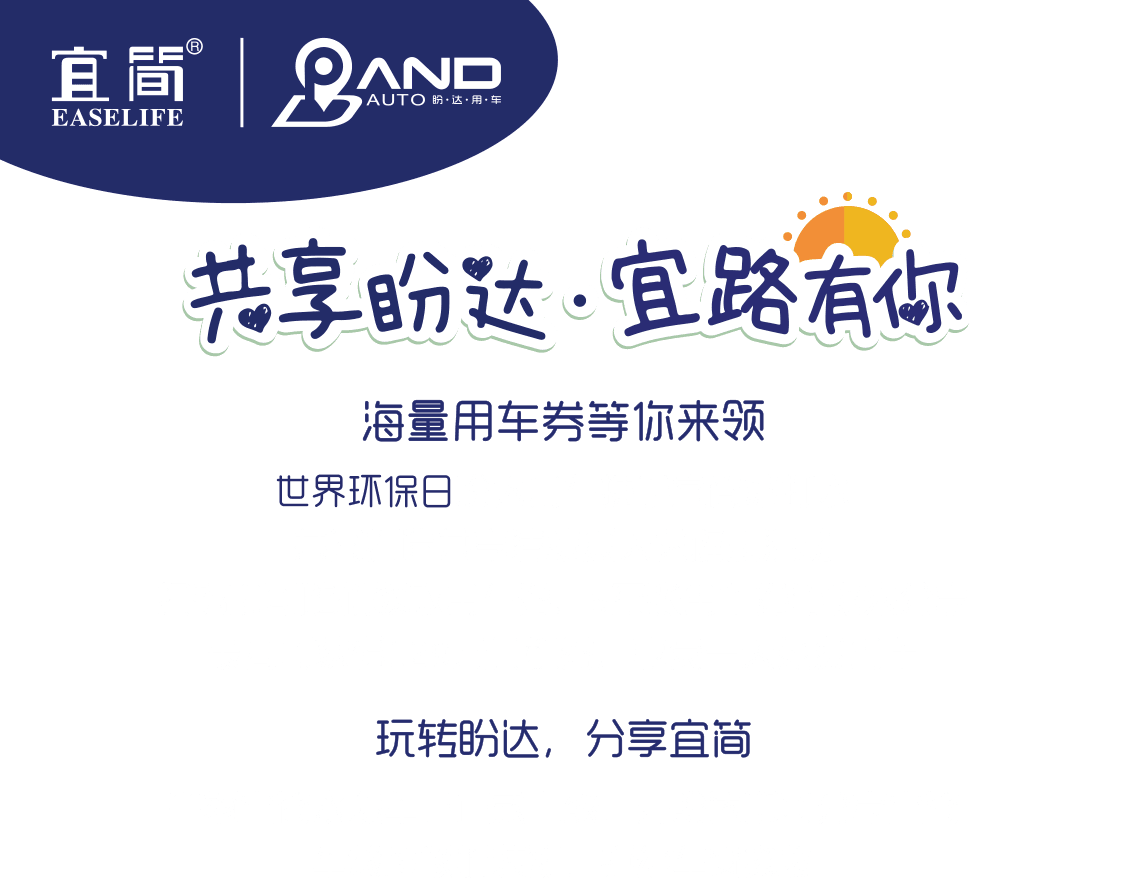 宜简®
EASELIFE
PAND
AUTO 盼·达·用·车
共享盼达·宜路有你
海量用车券等你来领
世界环保日
玩转盼达，分享宜简